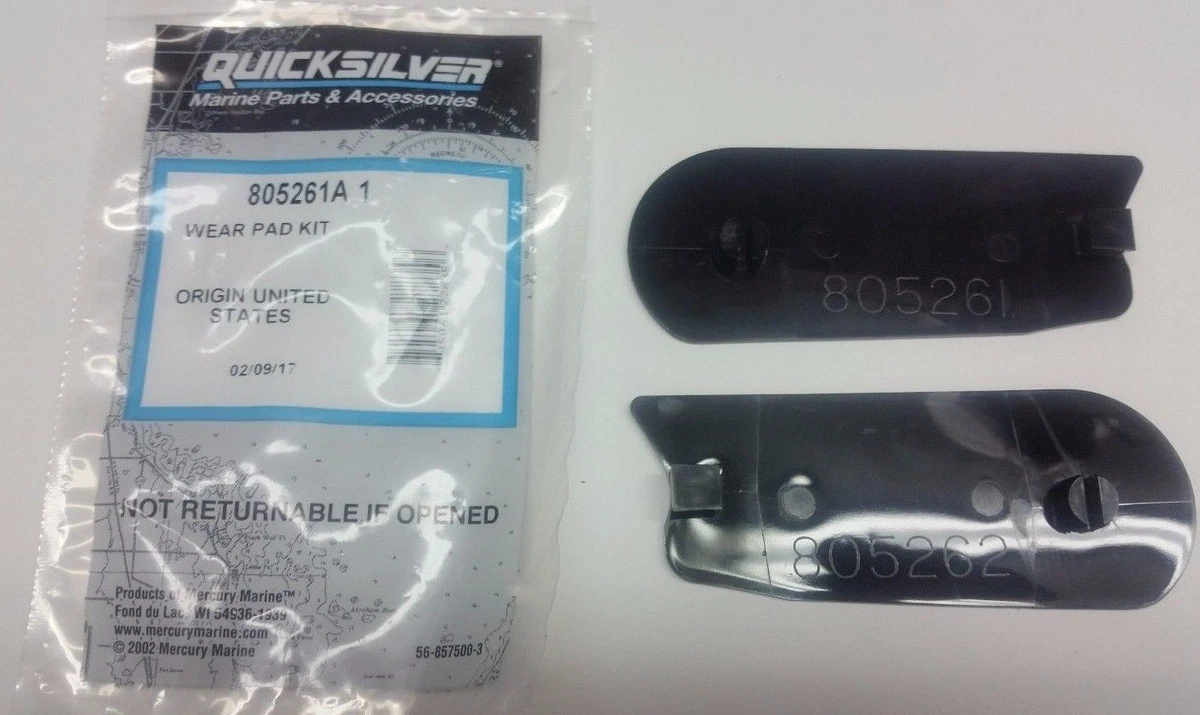 QUICKSILVER®
Marine Parts & Accessories
805261A 1
WEAR PAD KIT
ORIGIN UNITED
STATES
02/09/17
NOT RETURNABLE IF OPENED
Products of Mercury Marine™
Fond du Lac, WI 54936-1939
www.mercurymarine.com
© 2002 Mercury Marine
56-857500-3
805261
805262